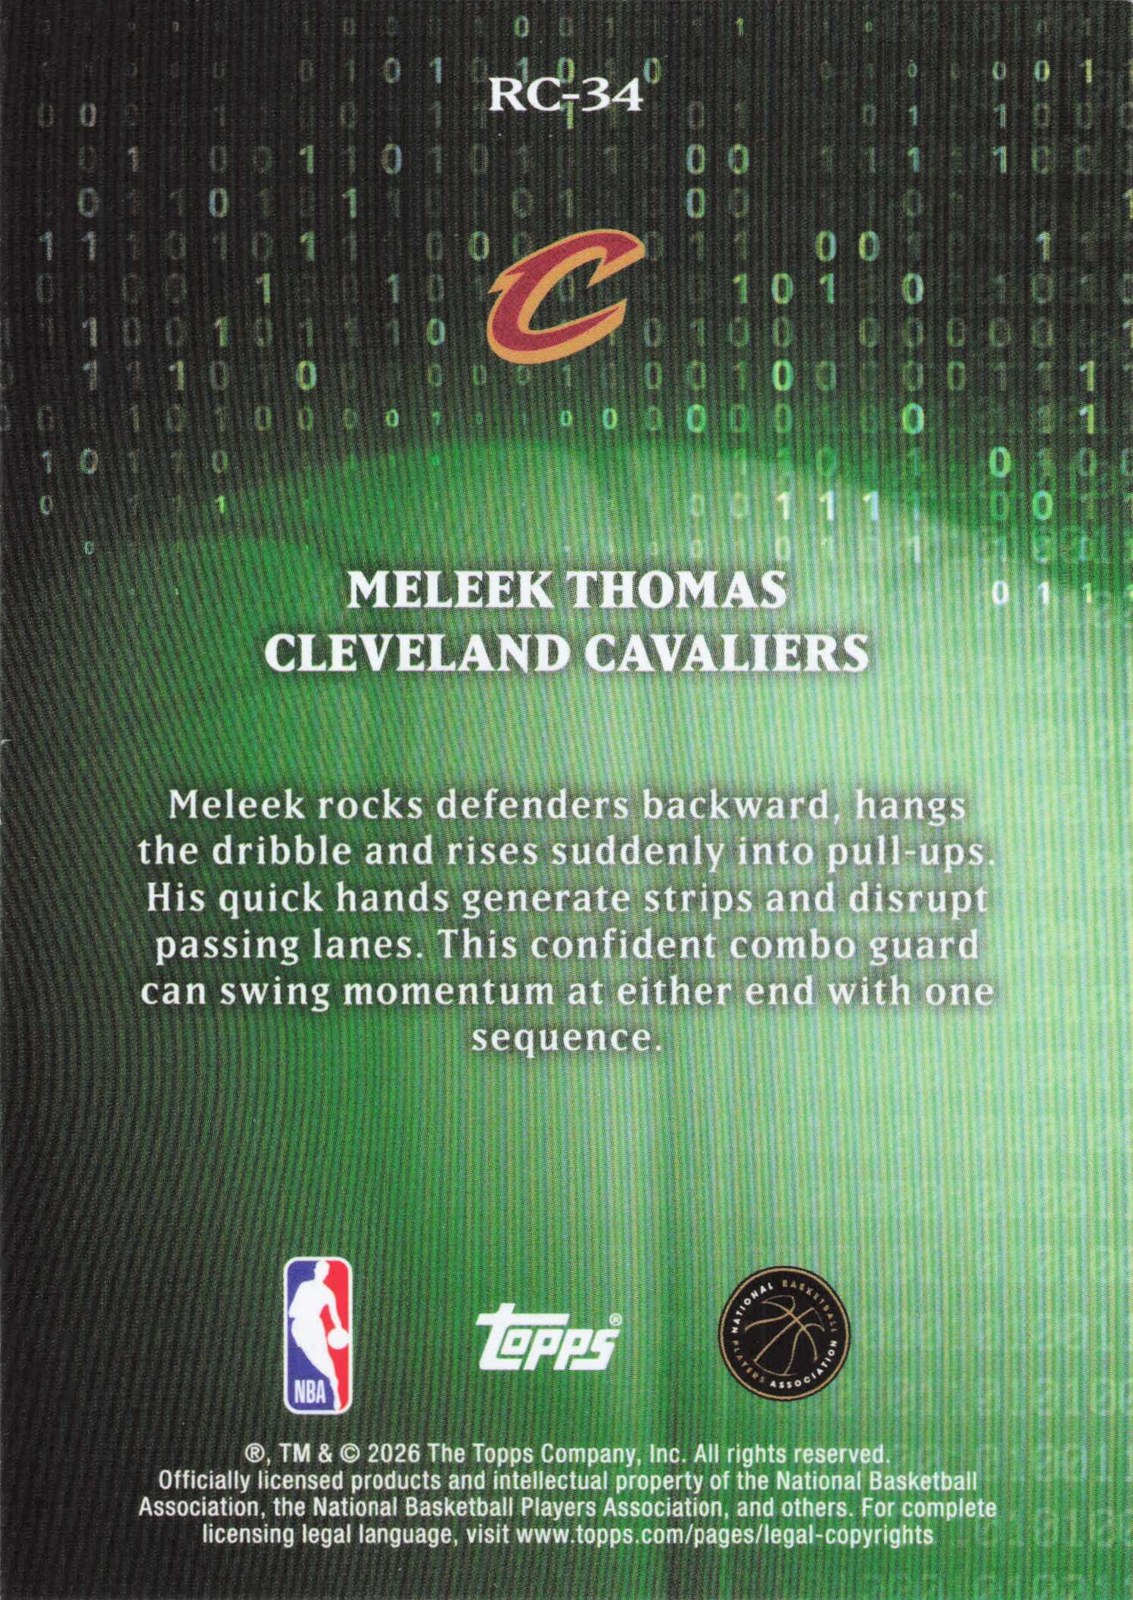 RC-34
MELEEK THOMAS
CLEVELAND CAVALIERS
Meleek rocks defenders backward, hangs
the dribble and rises suddenly into pull-ups.
His quick hands generate strips and disrupt
passing lanes. This confident combo guard
can swing momentum at either end with one
sequence.
NBA
topps®
NATIONAL BASKETBALL
PLAYERS ASSOCIATION
®, TM & © 2026 The Topps Company, Inc. All rights reserved.
Officially licensed products and intellectual property of the National Basketball
Association, the National Basketball Players Association, and others. For complete
licensing legal language, visit www.topps.com/pages/legal-copyrights